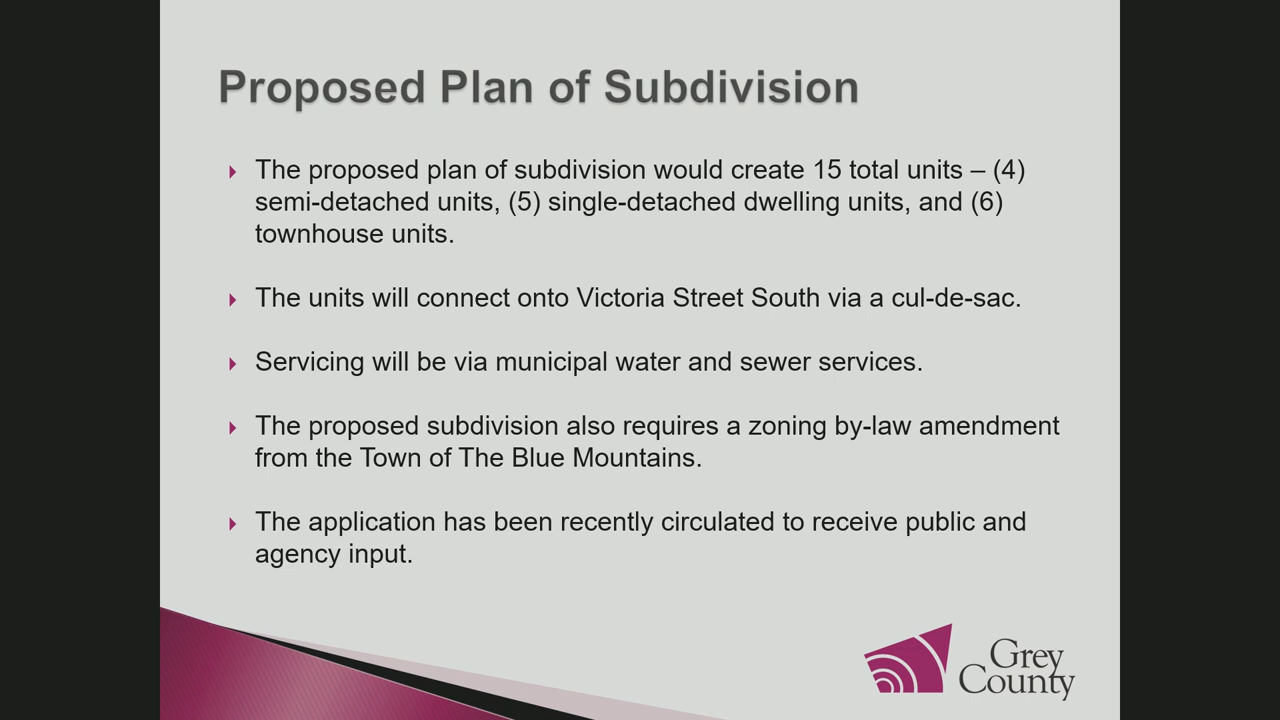 Proposed Plan of Subdivision
The proposed plan of subdivision would create 15 total units – (4)
semi-detached units, (5) single-detached dwelling units, and (6)
townhouse units.
The units will connect onto Victoria Street South via a cul-de-sac.
Servicing will be via municipal water and sewer services.
The proposed subdivision also requires a zoning by-law amendment
from the Town of The Blue Mountains.
The application has been recently circulated to receive public and
agency input.
Grey
County